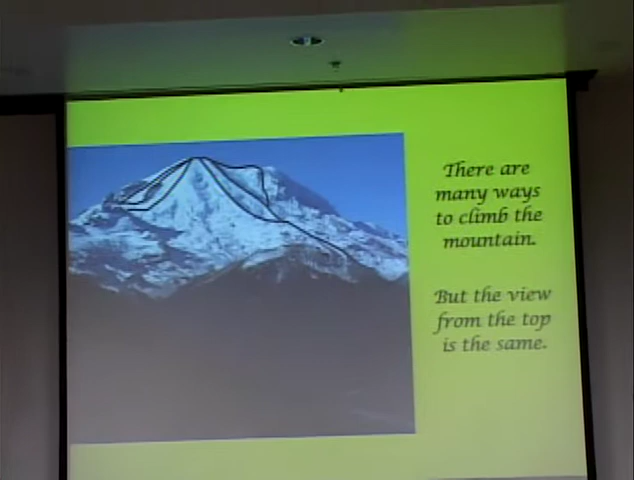 There are
many ways
to climb the
mountain.
But the view
from the top
is the same.